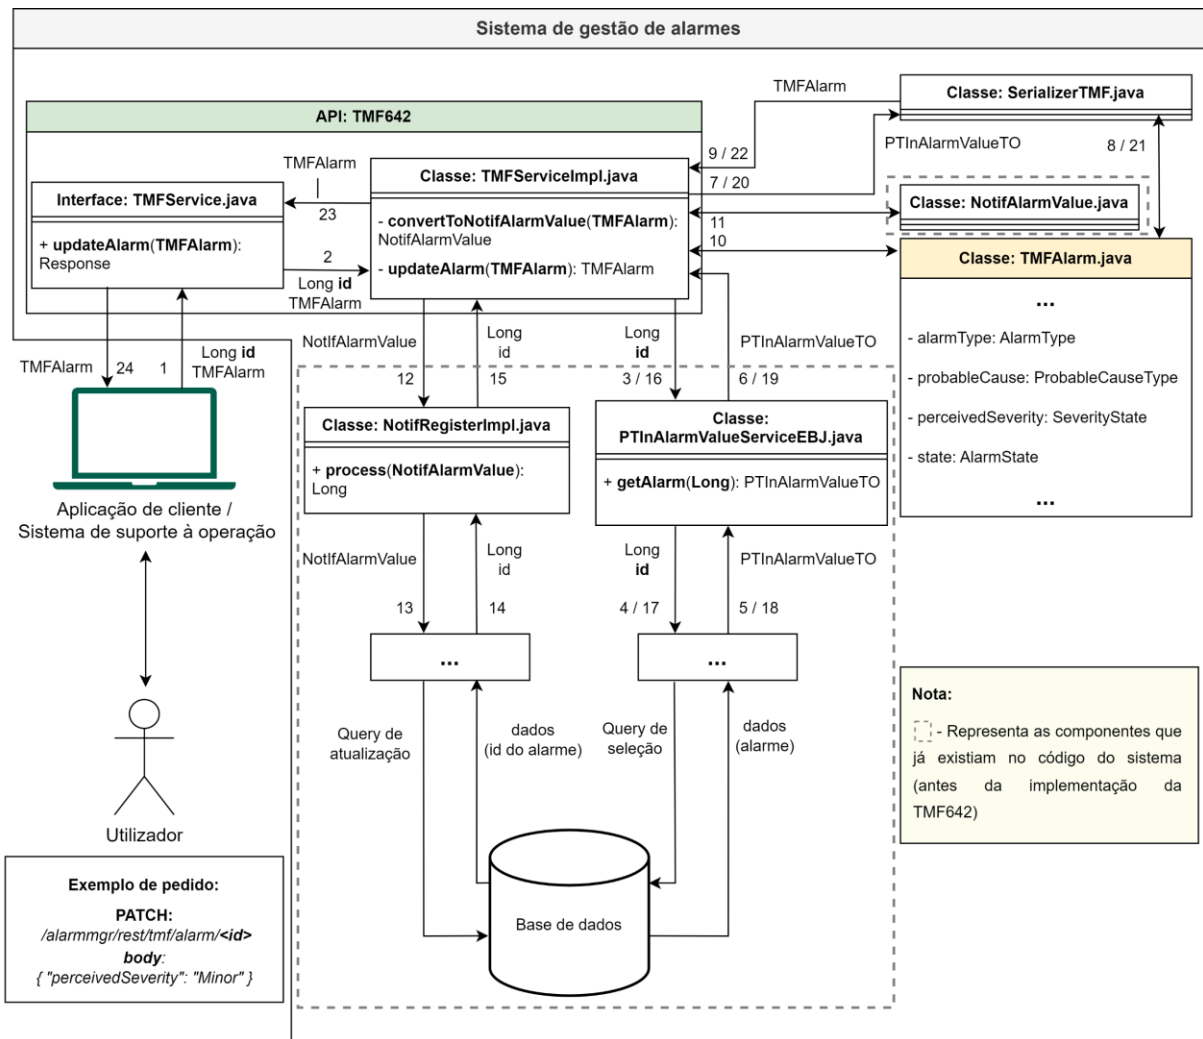 Sistema de gestão de alarmes
API: TMF642
Interface: TMFService.java
+ updateAlarm(TMFAlarm):
Response
TMFAlarm
23
2
Long id
TMFAlarm
Classe: TMFServiceImpl.java
- convertToNotifAlarmValue(TMFAlarm):
NotifAlarmValue
- updateAlarm(TMFAlarm): TMFAlarm
TMFAlarm
9 / 22
7 / 20
11
10
Classe: SerializerTMF.java
PTInAlarmValueTO
8 / 21
Classe: NotifAlarmValue.java
Classe: TMFAlarm.java
...
- alarmType: AlarmType
- probableCause: ProbableCauseType
- perceivedSeverity: SeverityState
- state: AlarmState
...
TMFAlarm
24
1
Long id
TMFAlarm
Aplicação de cliente /
Sistema de suporte à operação
Utilizador
Exemplo de pedido:
PATCH:
/alarmmgr/rest/tmf/alarm/<id>
body:
{ "perceivedSeverity": "Minor" }
NotIfAlarmValue
12
Long
id
15
Long
id
3 / 16
PTInAlarmValueTO
6 / 19
Classe: NotifRegisterImpl.java
+ process(NotifAlarmValue):
Long
Classe:
PTInAlarmValueServiceEBJ.java
+ getAlarm(Long): PTInAlarmValueTO
NotIfAlarmValue
13
Long
id
14
Long
id
4 / 17
PTInAlarmValueTO
5 / 18
...
...
Query de
atualização
dados
(id do alarme)
Query de
seleção
dados
(alarme)
Base de dados
Nota:
- Representa as componentes que
já existiam no código do sistema
(antes da implementação da
TMF642)